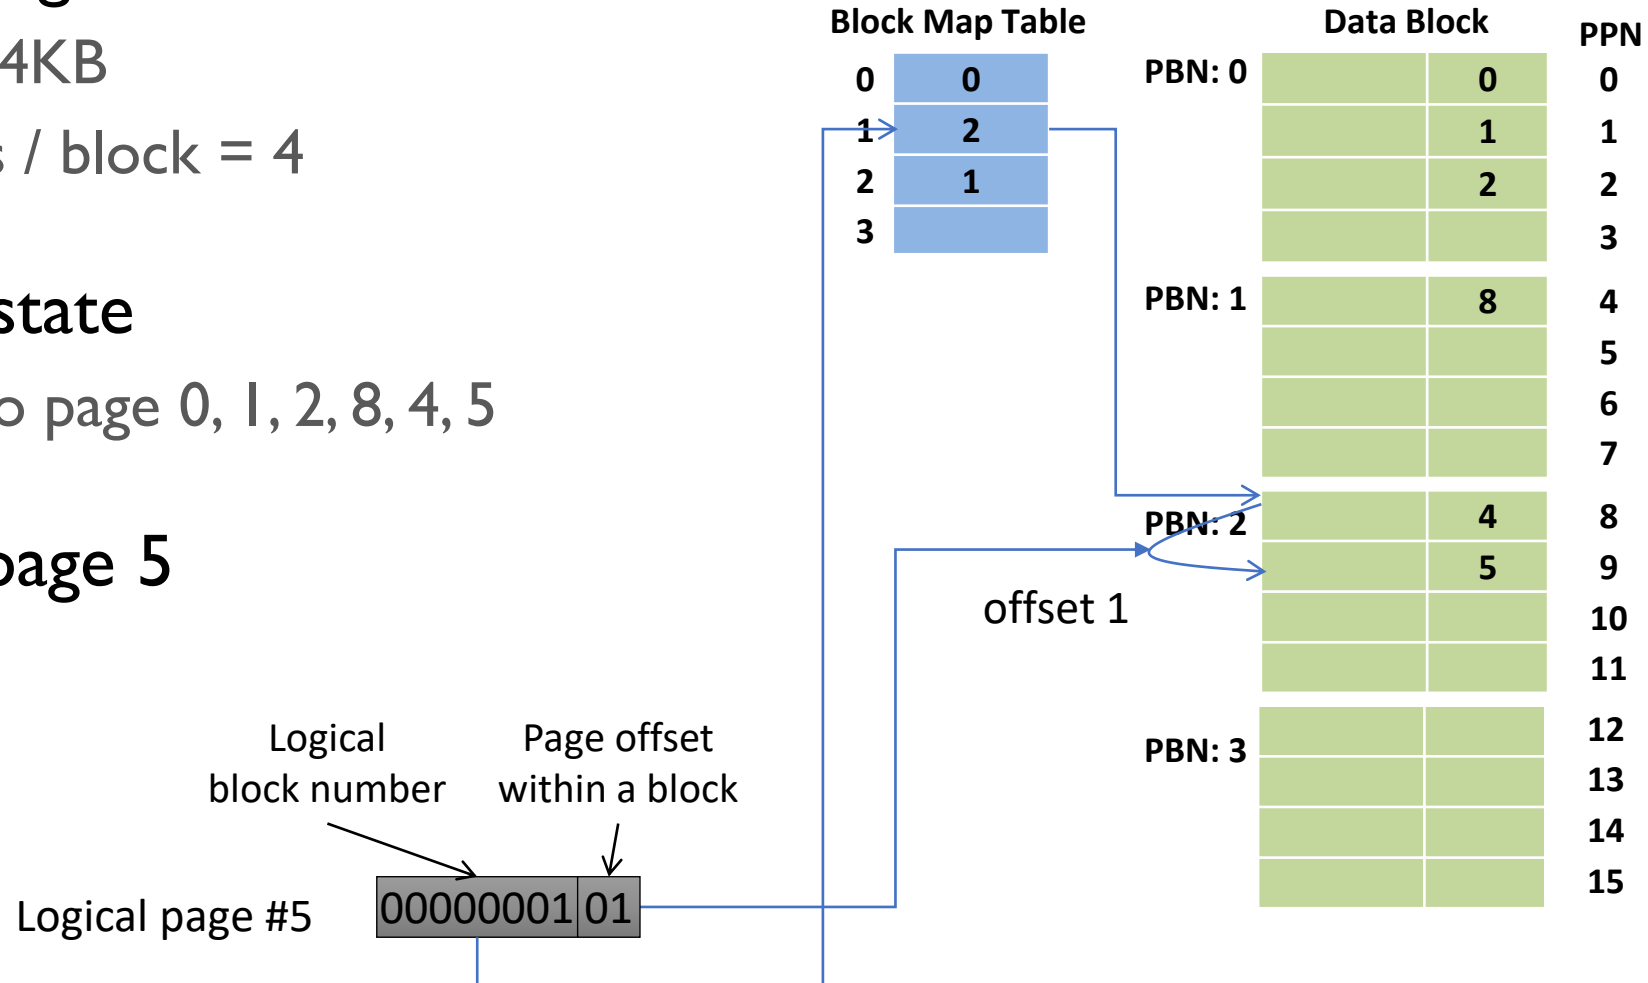 4KB
s / block = 4
state
o page 0, 1, 2, 8, 4, 5
page 5
Block Map Table
0 0
1 2
2 1
3
Data Block PPN
PBN: 0 0 0
1 1
2 2
3
PBN: 1 8 4
5
6
7
PBN: 2 4 8
5 9
10
11
offset 1
PBN: 3 12
13
14
15
Logical
block number
Page offset
within a block
Logical page #5 00000001 01